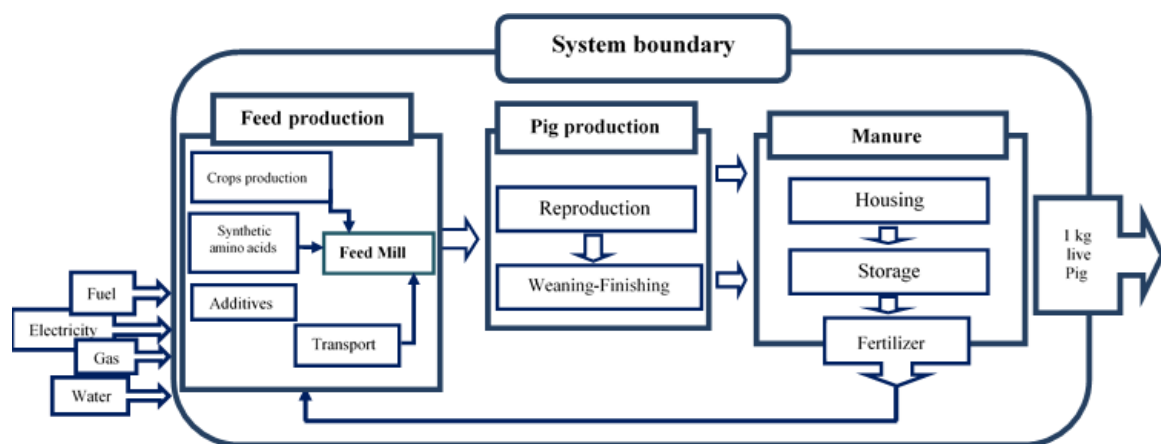 System boundary
Feed production
Crops production
Synthetic
amino acids
Feed Mill
Additives
Transport
Pig production
Reproduction
Weaning-Finishing
Manure
Housing
Storage
Fertilizer
Fuel
Electricity
Gas
Water
1 kg
live
Pig